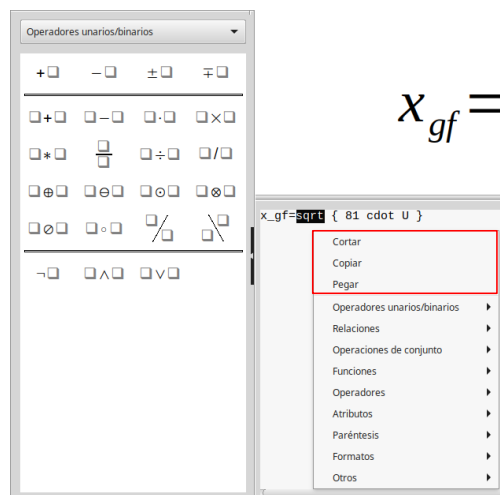 Operadores unarios/binarios
+□ −□ ±□ ∓□
□+□ □−□ □·□ □×□
□∗□ □/□ □÷□ □/□
□⊕□ □⊖□ □⊙□ □⊗□
□⊘□ □∘□ □/□ □\□
¬□ □∧□ □∨□
x_gf =
x_gf=sqrt { 81 cdot U }
Cortar
Copiar
Pegar
Operadores unarios/binarios
Relaciones
Operaciones de conjunto
Funciones
Operadores
Atributos
Paréntesis
Formatos
Otros